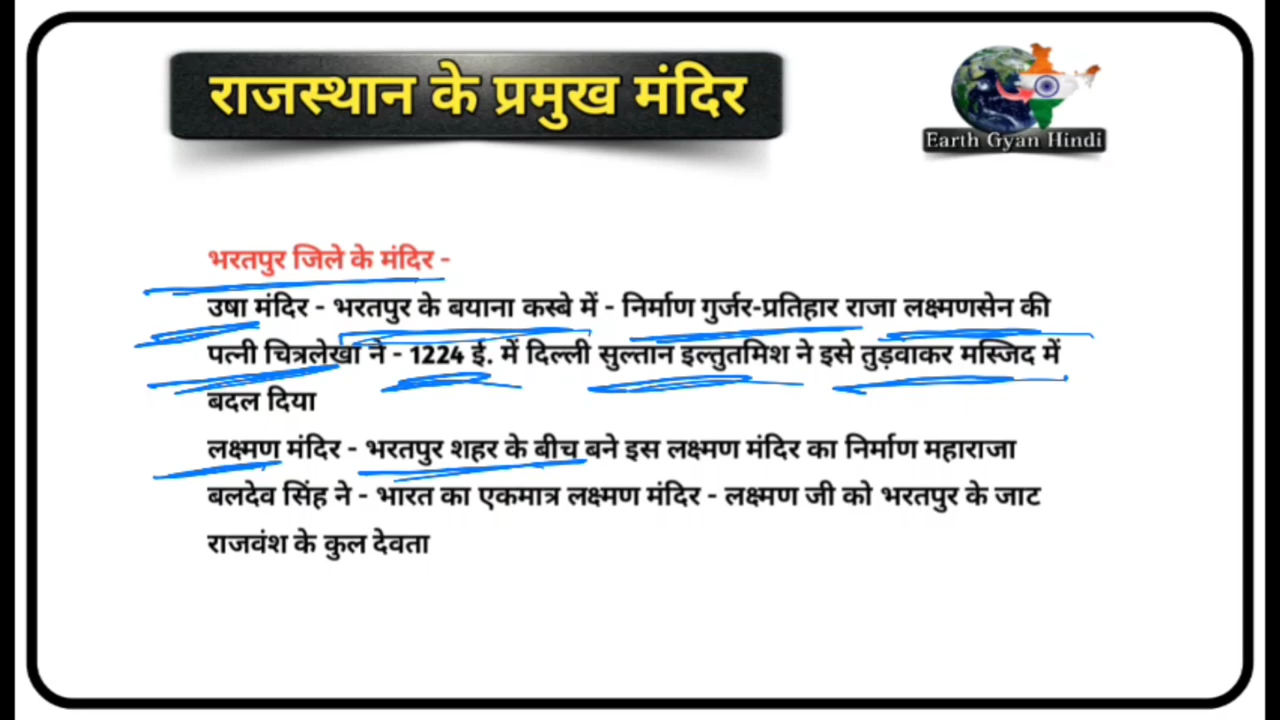 राजस्थान के प्रमुख मंदिर
Earth Gyan Hindi
भरतपुर जिले के मंदिर -
उषा मंदिर - भरतपुर के बयाना कस्बे में - निर्माण गुर्जर-प्रतिहार राजा लक्ष्मणसेन की
पत्नी चित्रलेखा ने - 1224 ई. में दिल्ली सुल्तान इल्तुतमिश ने इसे तुड़वाकर मस्जिद में
बदल दिया
लक्ष्मण मंदिर - भरतपुर शहर के बीच बने इस लक्ष्मण मंदिर का निर्माण महाराजा
बलदेव सिंह ने - भारत का एकमात्र लक्ष्मण मंदिर - लक्ष्मण जी को भरतपुर के जाट
राजवंश के कुल देवता